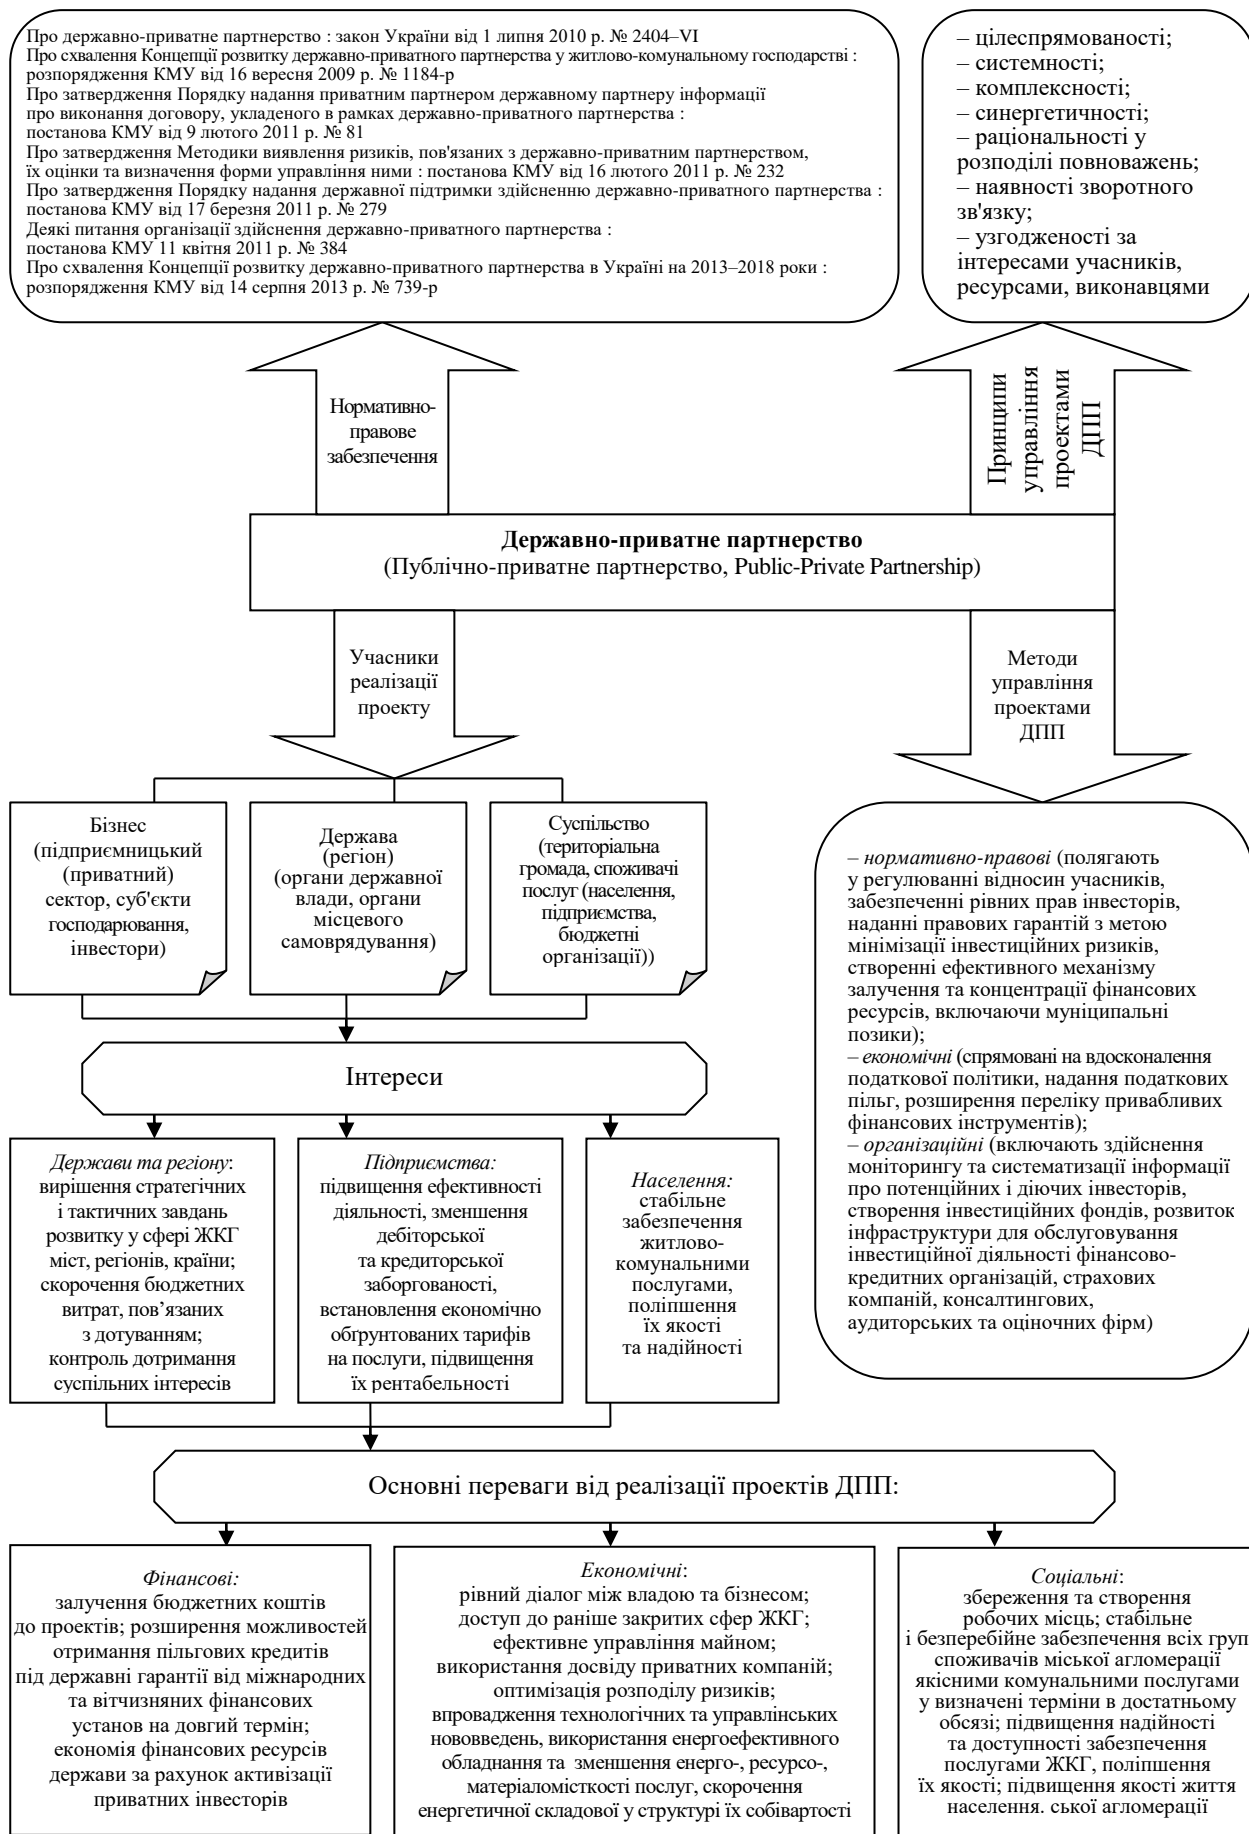 Про державно-приватне партнерство : закон України від 1 липня 2010 р. № 2404–VI
Про схвалення Концепції розвитку державно-приватного партнерства у житлово-комунальному господарстві :
розпорядження КМУ від 16 вересня 2009 р. № 1184-р
Про затвердження Порядку надання приватним партнером державному партнеру інформації
про виконання договору, укладеного в рамках державно-приватного партнерства :
постанова КМУ від 9 лютого 2011 р. № 81
Про затвердження Методики виявлення ризиків, пов'язаних з державно-приватним партнерством,
їх оцінки та визначення форми управління ними : постанова КМУ від 16 лютого 2011 р. № 232
Про затвердження Порядку надання державної підтримки здійсненню державно-приватного партнерства :
постанова КМУ від 17 березня 2011 р. № 279
Деякі питання організації здійснення державно-приватного партнерства :
постанова КМУ 11 квітня 2011 р. № 384
Про схвалення Концепції розвитку державно-приватного партнерства в Україні на 2013–2018 роки :
розпорядження КМУ від 14 серпня 2013 р. № 739-р
– цілеспрямованості;
– системності;
– комплексності;
– синергетичності;
– раціональності у
розподілі повноважень;
– наявності зворотного
зв'язку;
– узгодженості за
інтересами учасників,
ресурсами, виконавцями
Нормативно-
правове
забезпечення
Принципи
управління
проектами
ДПП
Державно-приватне партнерство
(Публічно-приватне партнерство, Public-Private Partnership)
Учасники
реалізації
проекту
Методи
управління
проектами
ДПП
Бізнес
(підприємницький
(приватний)
сектор, суб'єкти
господарювання,
інвестори)
Держава
(регіон)
(органи державної
влади, органи
місцевого
самоврядування)
Суспільство
(територіальна
громада, споживачі
послуг (населення,
підприємства,
бюджетні
організації))
– нормативно-правові (полягають
у регулюванні відносин учасників,
забезпеченні рівних прав інвесторів,
наданні правових гарантій з метою
мінімізації інвестиційних ризиків,
створенні ефективного механізму
залучення та концентрації фінансових
ресурсів, включаючи муніципальні
позики);
– економічні (спрямовані на вдосконалення
податкової політики, надання податкових
пільг, розширення переліку привабливих
фінансових інструментів);
– організаційні (включають здійснення
моніторингу та систематизації інформації
про потенційних і діючих інвесторів,
створення інвестиційних фондів, розвиток
інфраструктури для обслуговування
інвестиційної діяльності фінансово-
кредитних організацій, страхових
компаній, консалтингових,
аудиторських та оціночних фірм)
Інтереси
Держави та регіону:
вирішення стратегічних
і тактичних завдань
розвитку у сфері ЖКГ
міст, регіонів, країни;
скорочення бюджетних
витрат, пов’язаних
з дотуванням;
контроль дотримання
суспільних інтересів
Підприємства:
підвищення ефективності
діяльності, зменшення
дебіторської
та кредиторської
заборгованості,
встановлення економічно
обґрунтованих тарифів
на послуги, підвищення
їх рентабельності
Населення:
стабільне
забезпечення
житлово-
комунальними
послугами,
поліпшення
їх якості
та надійності
Основні переваги від реалізації проектів ДПП:
Фінансові:
залучення бюджетних коштів
до проектів; розширення можливостей
отримання пільгових кредитів
під державні гарантії від міжнародних
та вітчизняних фінансових
установ на довгий термін;
економія фінансових ресурсів
держави за рахунок активізації
приватних інвесторів
Економічні:
рівний діалог між владою та бізнесом;
доступ до раніше закритих сфер ЖКГ;
ефективне управління майном;
використання досвіду приватних компаній;
оптимізація розподілу ризиків;
впровадження технологічних та управлінських
нововведень, використання енергоефективного
обладнання та зменшення енерго-, ресурсо-,
матеріаломісткості послуг, скорочення
енергетичної складової у структурі їх собівартості
Соціальні:
збереження та створення
робочих місць; стабільне
і безперебійне забезпечення всіх груп
споживачів міської агломерації
якісними комунальними послугами
у визначені терміни в достатньому
обсязі; підвищення надійності
та доступності забезпечення
послугами ЖКГ, поліпшення
їх якості; підвищення якості життя
населення. ської агломерації